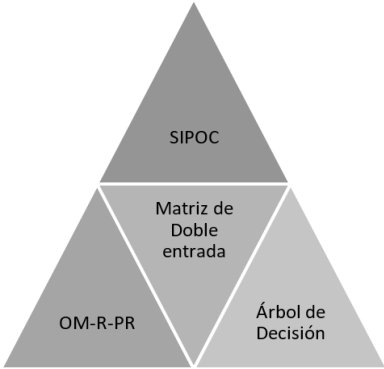 SIPOC
Matriz de
Doble
entrada
OM-R-PR
Árbol de
Decisión